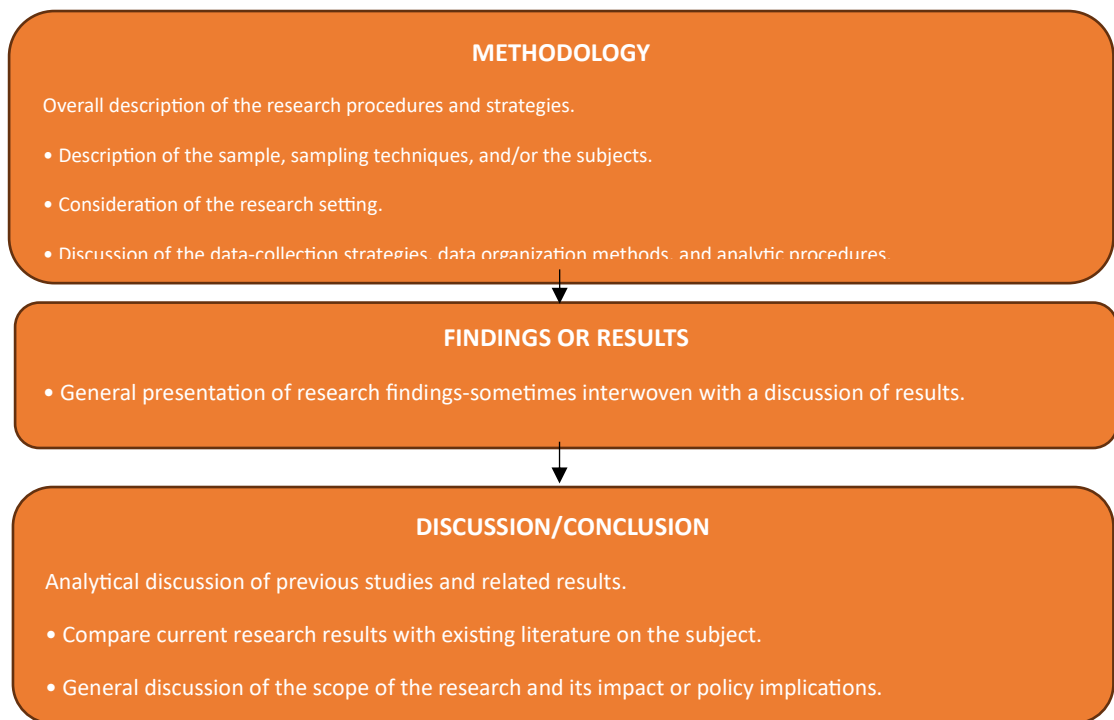 METHODOLOGY
Overall description of the research procedures and strategies.
• Description of the sample, sampling techniques, and/or the subjects.
• Consideration of the research setting.
• Discussion of the data-collection strategies, data organization methods, and analytic procedures.
FINDINGS OR RESULTS
• General presentation of research findings-sometimes interwoven with a discussion of results.
DISCUSSION/CONCLUSION
Analytical discussion of previous studies and related results.
• Compare current research results with existing literature on the subject.
• General discussion of the scope of the research and its impact or policy implications.